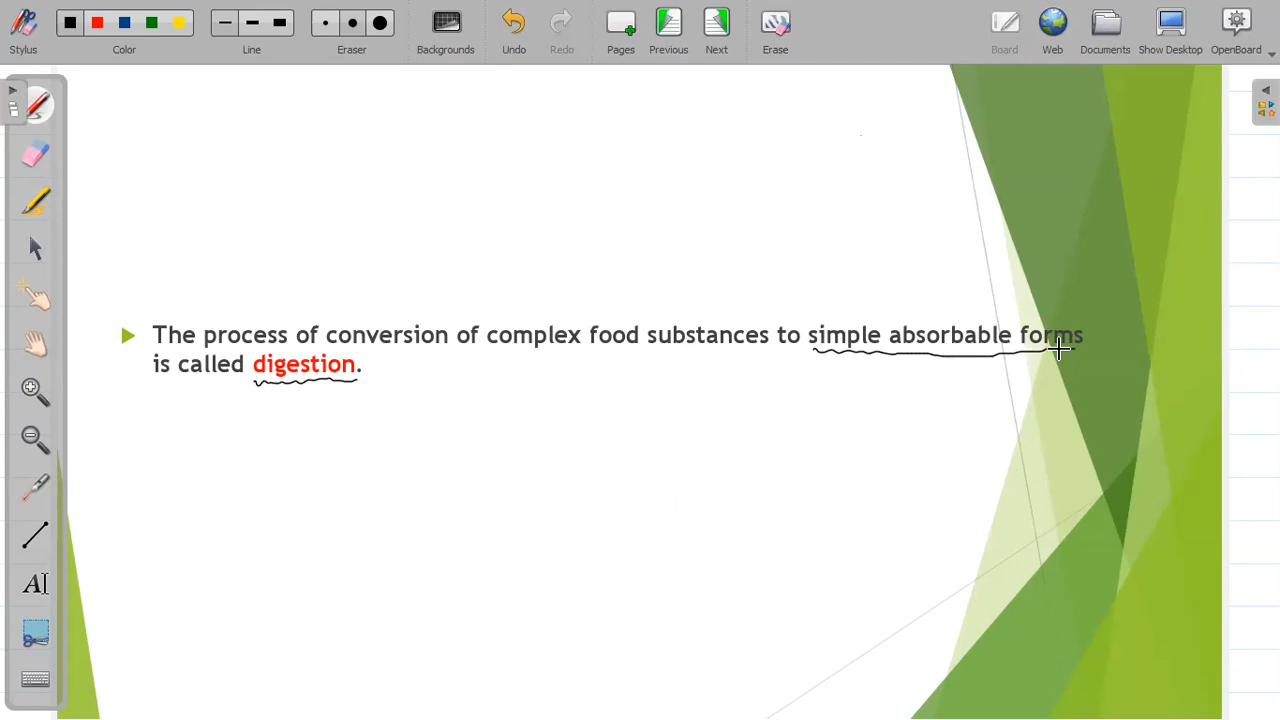 Stylus Color Line Eraser Backgrounds Undo Redo Pages Previous Next Erase Board Web Documents Show Desktop OpenBoard
The process of conversion of complex food substances to simple absorbable forms
is called digestion.